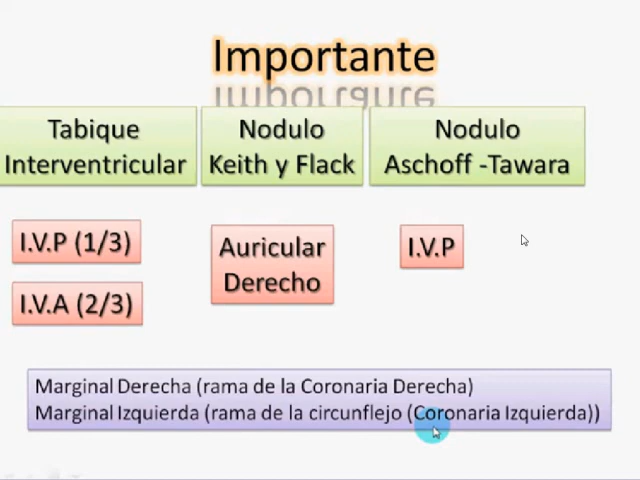 Importante
Tabique
Interventricular
Nodulo
Keith y Flack
Nodulo
Aschoff -Tawara
I.V.P (1/3)
I.V.A (2/3)
Auricular
Derecho
I.V.P
Marginal Derecha (rama de la Coronaria Derecha)
Marginal Izquierda (rama de la circunflejo (Coronaria Izquierda))